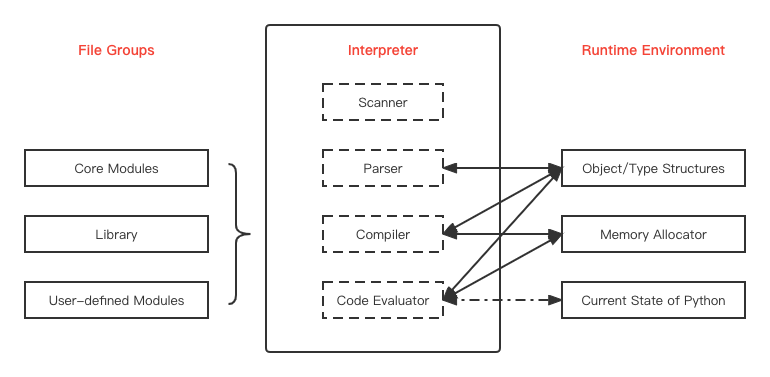 File Groups
Interpreter
Runtime Environment
Scanner
Core Modules
Parser
Object/Type Structures
Library
Compiler
Memory Allocator
User-defined Modules
Code Evaluator
Current State of Python